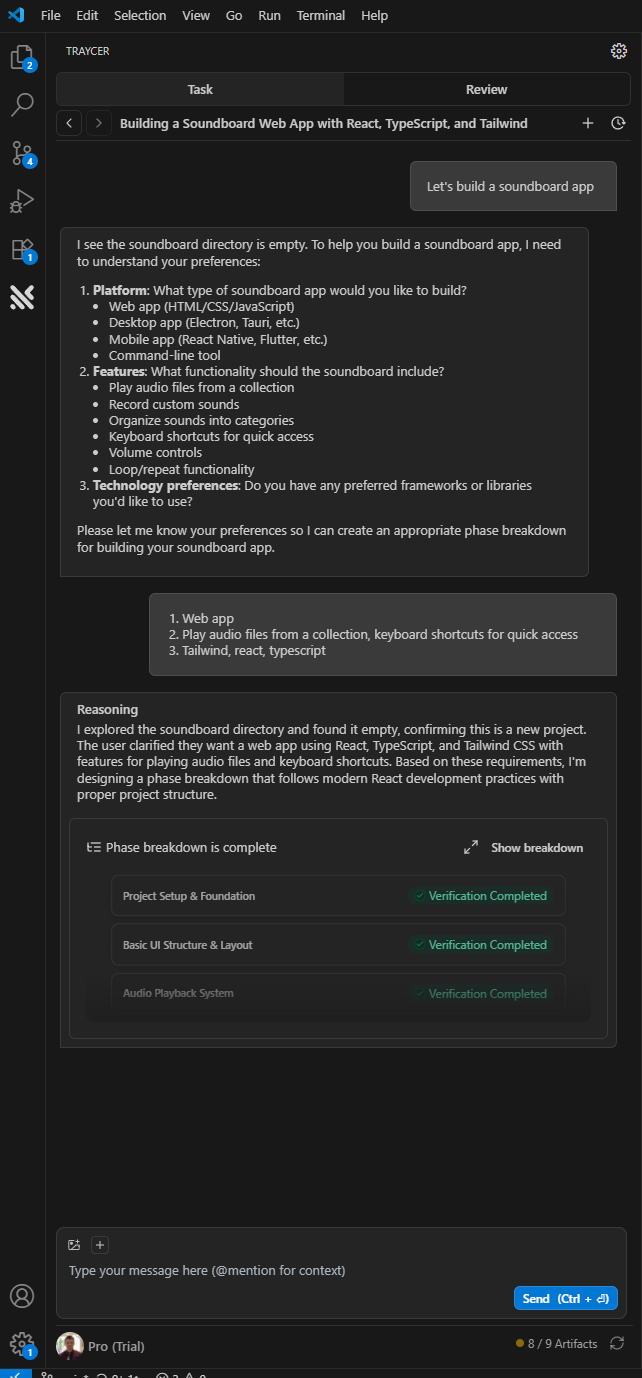 File Edit Selection View Go Run Terminal Help
TRAYCER
2
Task Review
Building a Soundboard Web App with React, TypeScript, and Tailwind
4
Let's build a soundboard app
1
I see the soundboard directory is empty. To help you build a soundboard app, I need
to understand your preferences:
1. Platform: What type of soundboard app would you like to build?
• Web app (HTML/CSS/JavaScript)
• Desktop app (Electron, Tauri, etc.)
• Mobile app (React Native, Flutter, etc.)
• Command-line tool
2. Features: What functionality should the soundboard include?
• Play audio files from a collection
• Record custom sounds
• Organize sounds into categories
• Keyboard shortcuts for quick access
• Volume controls
• Loop/repeat functionality
3. Technology preferences: Do you have any preferred frameworks or libraries
you'd like to use?
Please let me know your preferences so I can create an appropriate phase breakdown
for building your soundboard app.
1. Web app
2. Play audio files from a collection, keyboard shortcuts for quick access
3. Tailwind, react, typescript
Reasoning
I explored the soundboard directory and found it empty, confirming this is a new project.
The user clarified they want a web app using React, TypeScript, and Tailwind CSS with
features for playing audio files and keyboard shortcuts. Based on these requirements, I'm
designing a phase breakdown that follows modern React development practices with
proper project structure.
Phase breakdown is complete Show breakdown
Project Setup & Foundation Verification Completed
Basic UI Structure & Layout Verification Completed
Audio Playback System Verification Completed
Type your message here (@mention for context)
Send (Ctrl + ⏎)
1
Pro (Trial) 8 / 9 Artifacts